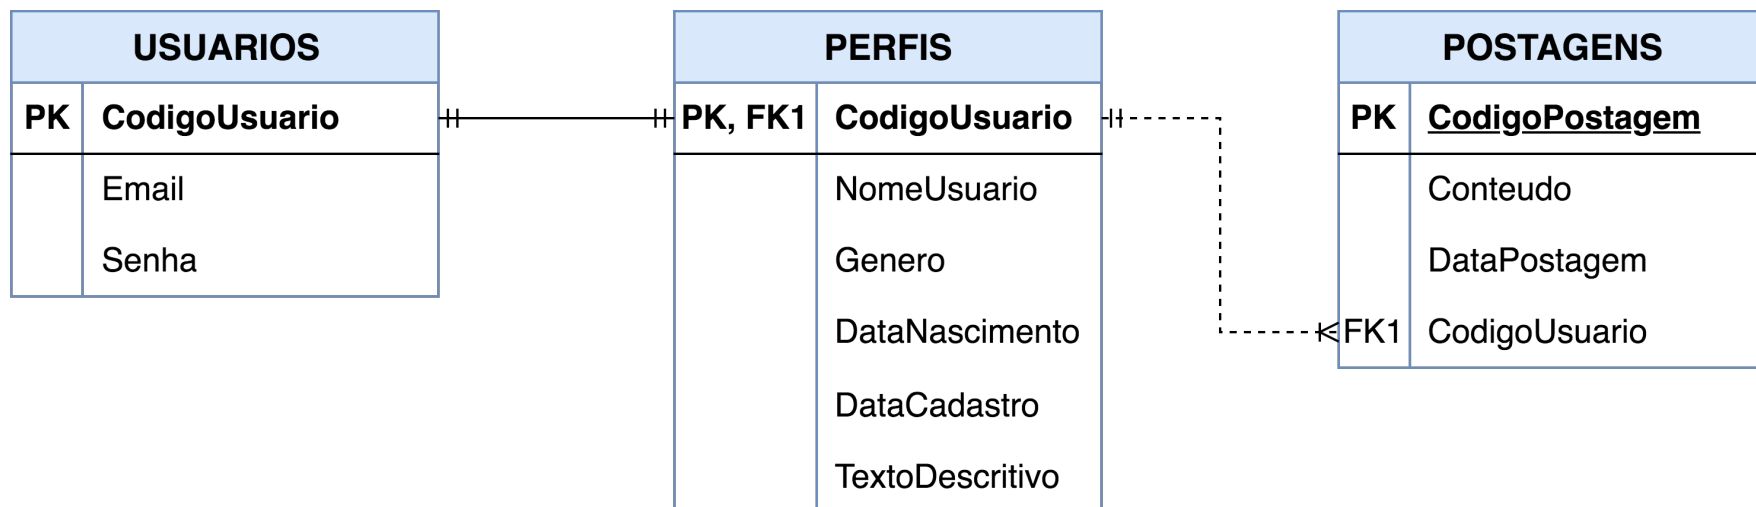 USUARIOS
PK CodigoUsuario
Email
Senha
PERFIS
PK, FK1 CodigoUsuario
NomeUsuario
Genero
DataNascimento
DataCadastro
TextoDescritivo
POSTAGENS
PK CodigoPostagem
Conteudo
DataPostagem
FK1 CodigoUsuario